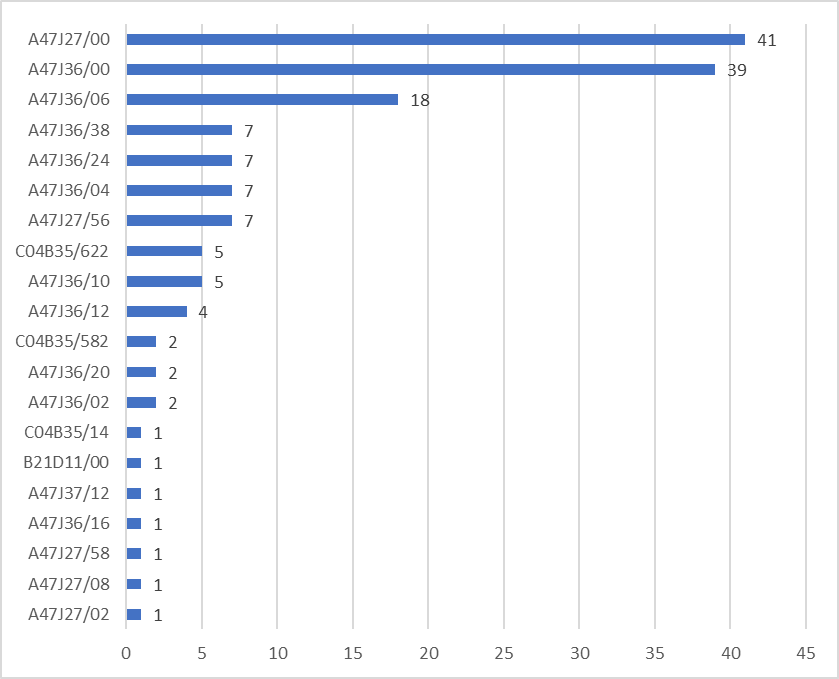 A47J27/00 41
A47J36/00 39
A47J36/06 18
A47J36/38 7
A47J36/24 7
A47J36/04 7
A47J27/56 7
C04B35/622 5
A47J36/10 5
A47J36/12 4
C04B35/582 2
A47J36/20 2
A47J36/02 2
C04B35/14 1
B21D11/00 1
A47J37/12 1
A47J36/16 1
A47J27/58 1
A47J27/08 1
A47J27/02 1
0 5 10 15 20 25 30 35 40 45